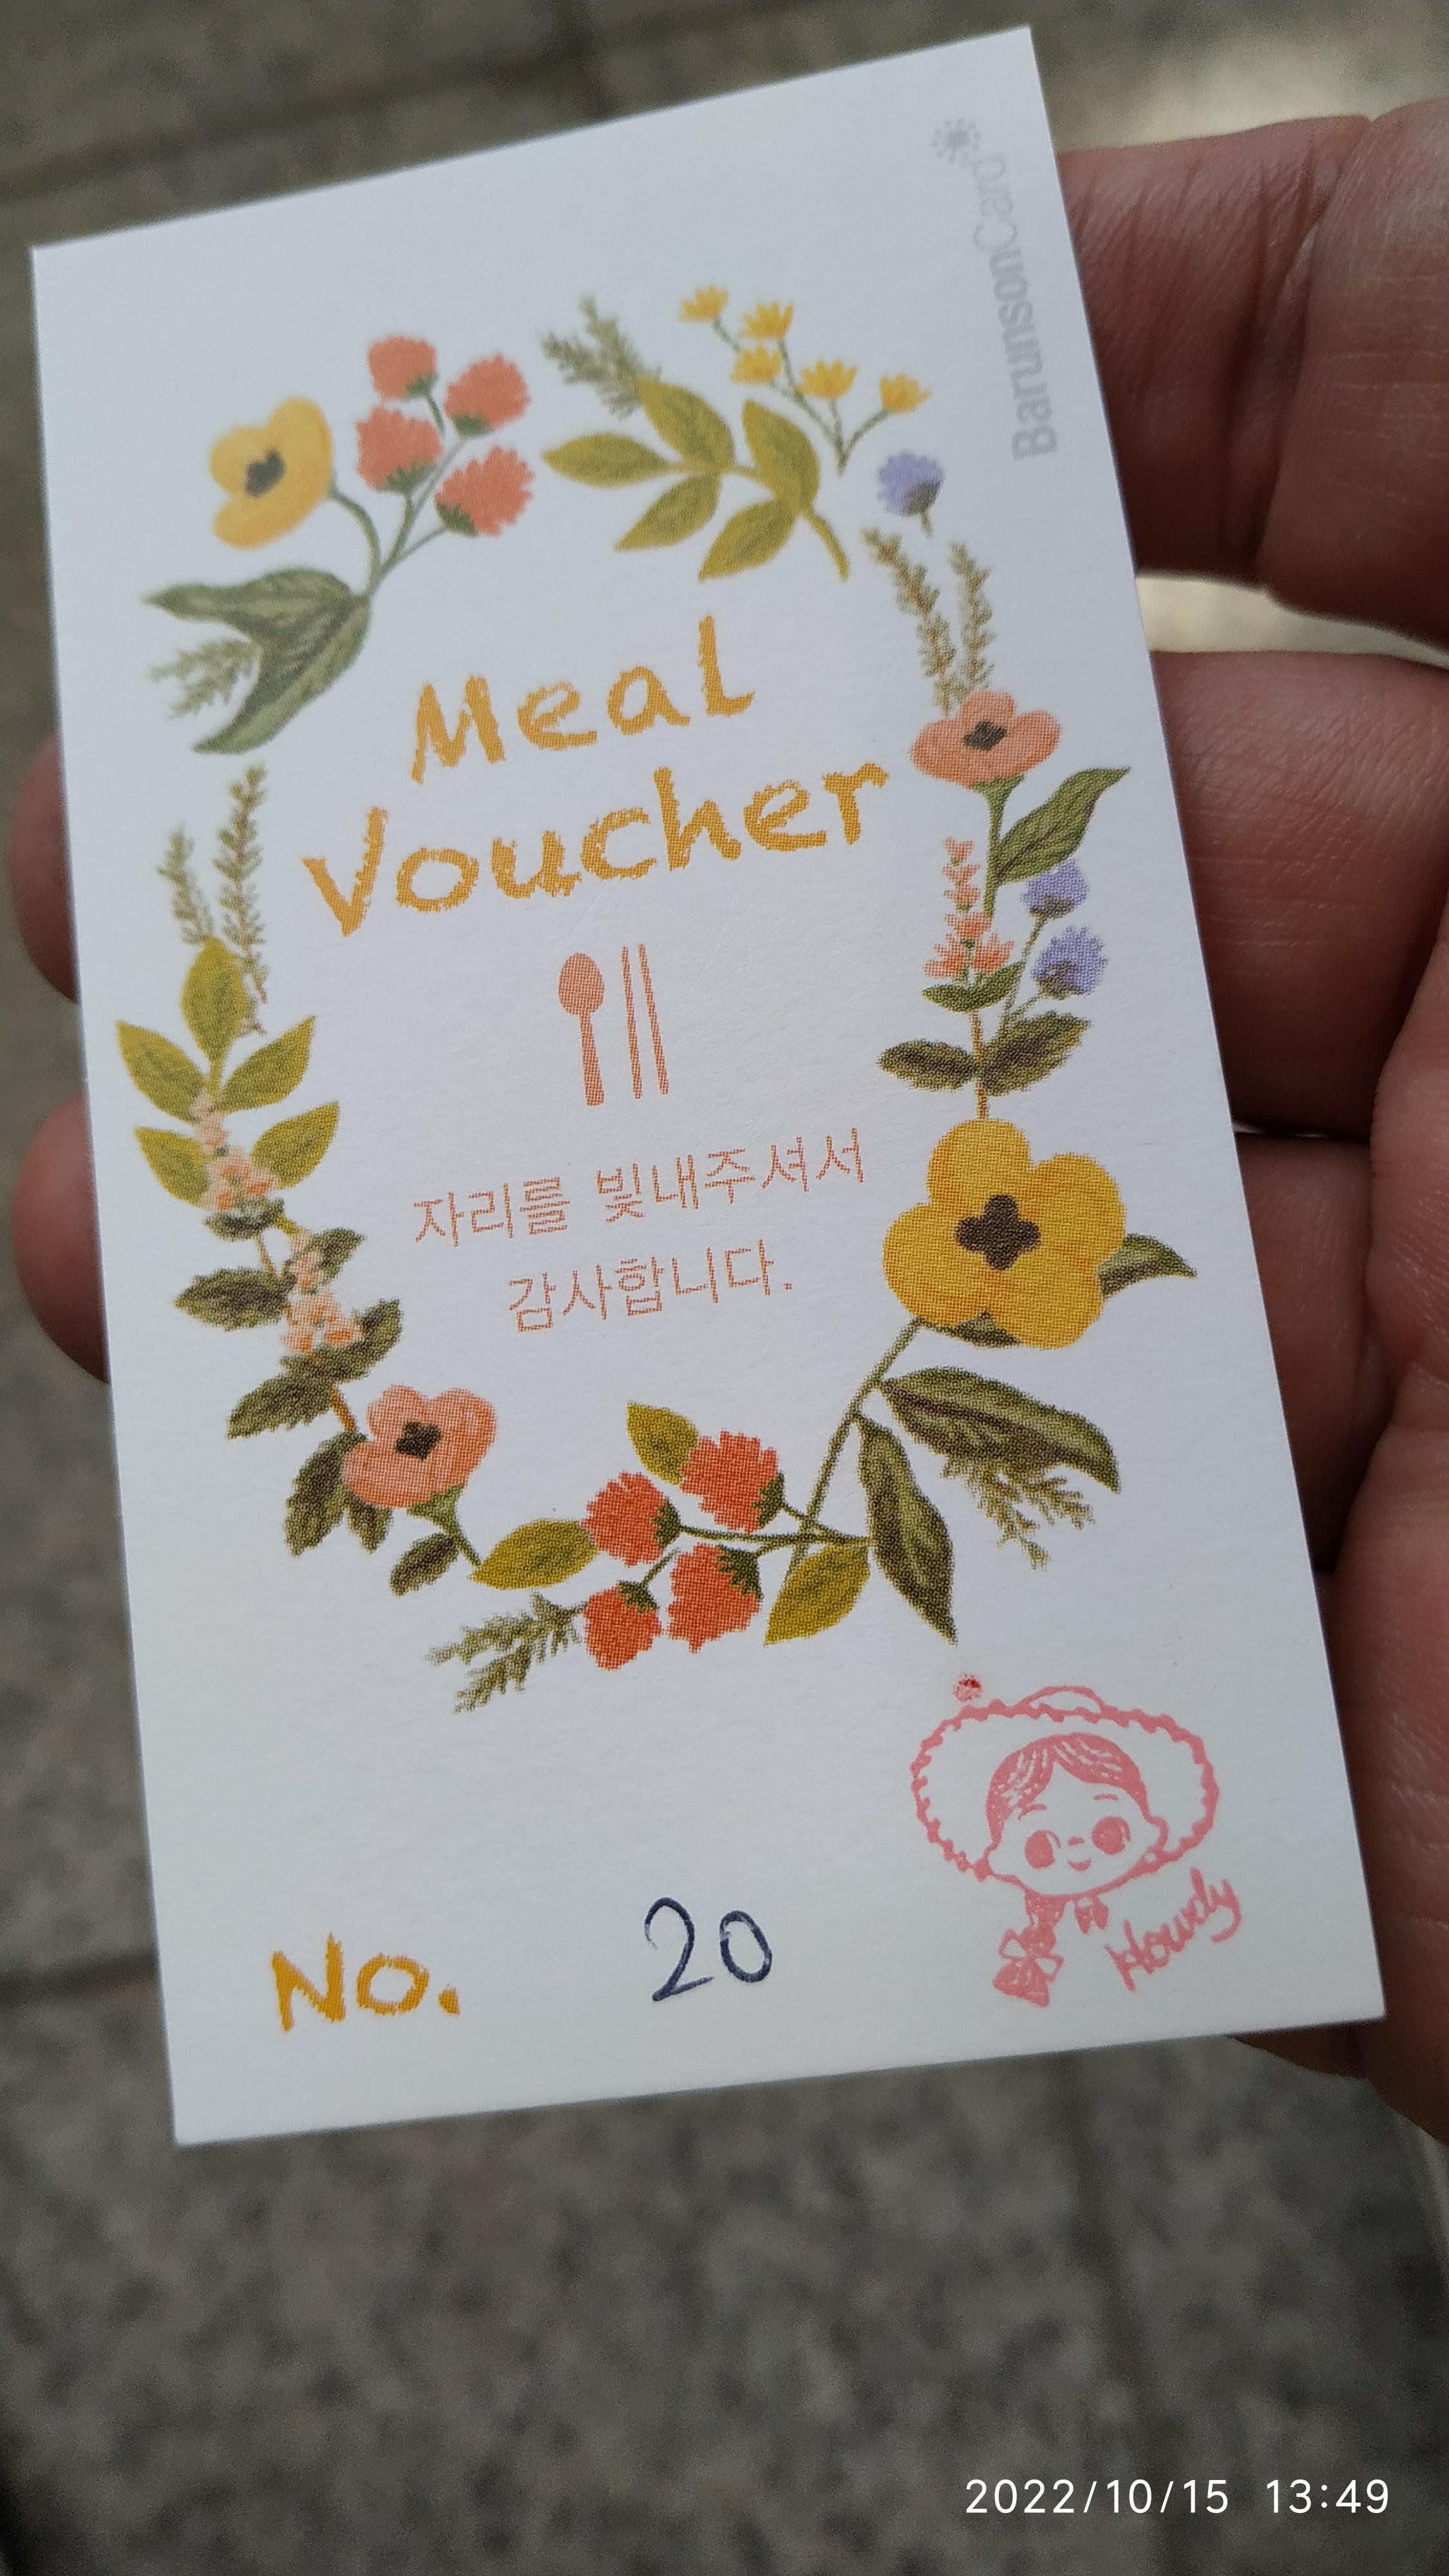 BarunsonCard
Meal
Voucher
자리를 빛내주셔서
감사합니다.
No. 20
Howdy
2022/10/15 13:49